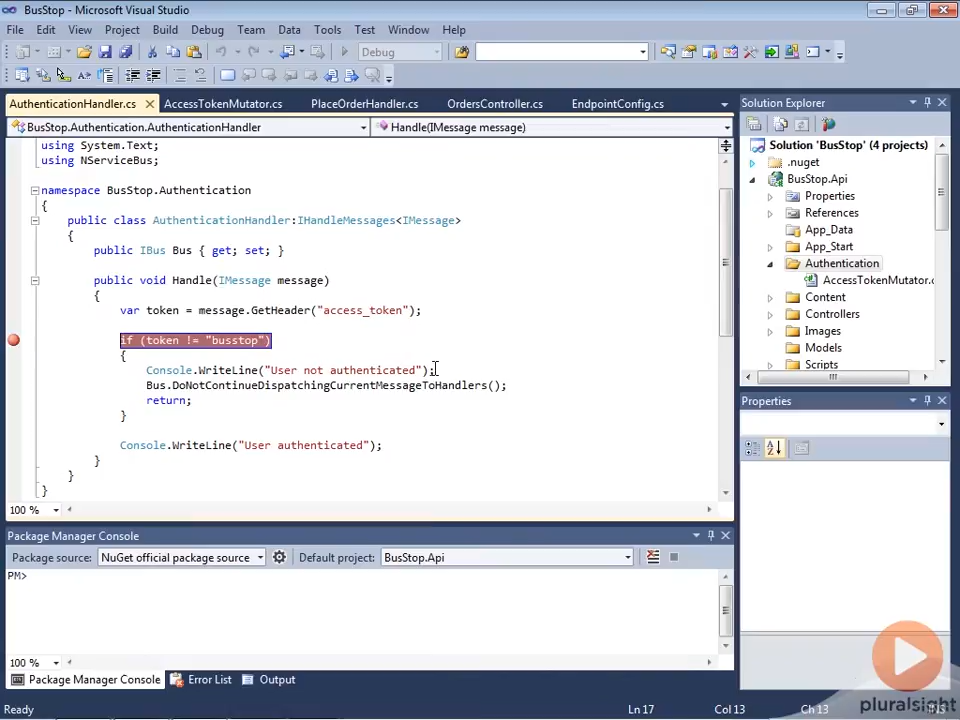 BusStop - Microsoft Visual Studio
File Edit View Project Build Debug Team Data Tools Test Window Help
Debug
AuthenticationHandler.cs AccessTokenMutator.cs PlaceOrderHandler.cs OrdersController.cs EndpointConfig.cs
BusStop.Authentication.AuthenticationHandler Handle(IMessage message)
using System.Text;
using NServiceBus;
namespace BusStop.Authentication
{
public class AuthenticationHandler:IHandleMessages<IMessage>
{
public IBus Bus { get; set; }
public void Handle(IMessage message)
{
var token = message.GetHeader("access_token");
if (token != "busstop")
{
Console.WriteLine("User not authenticated");
Bus.DoNotContinueDispatchingCurrentMessageToHandlers();
return;
}
Console.WriteLine("User authenticated");
}
}
}
100 %
Package Manager Console
Package source: NuGet official package source Default project: BusStop.Api
PM>
100 %
Package Manager Console Error List Output
Solution Explorer
Solution 'BusStop' (4 projects)
.nuget
BusStop.Api
Properties
References
App_Data
App_Start
Authentication
AccessTokenMutator.c
Content
Controllers
Images
Models
Scripts
Properties
pluralsight
Ready Ln 17 Col 13 Ch 13 INS